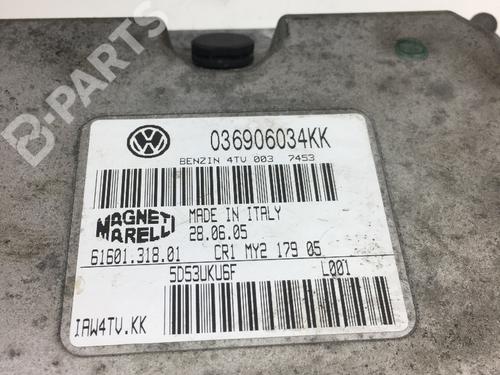 036906034KK
BENZIN 4TV 003 7453
MAGNETI
MARELLI
MADE IN ITALY
28.06.05
61601.318.01 CR1 MY2 179 05
5D53UKU6F L001
IAW4TV.KK